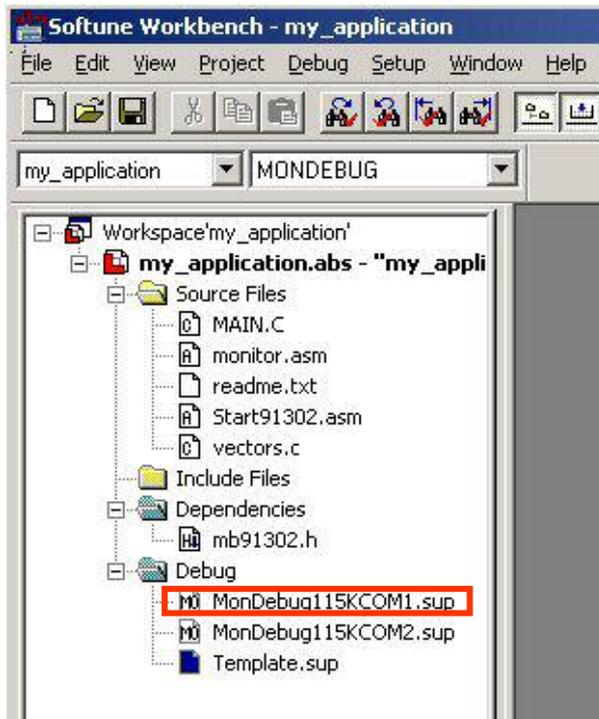 Softune Workbench - my_application
File Edit View Project Debug Setup Window Help
my_application MONDEBUG
Workspace'my_application'
my_application.abs - "my_appli
Source Files
MAIN.C
monitor.asm
readme.txt
Start91302.asm
vectors.c
Include Files
Dependencies
mb91302.h
Debug
MonDebug115KCOM1.sup
MonDebug115KCOM2.sup
Template.sup